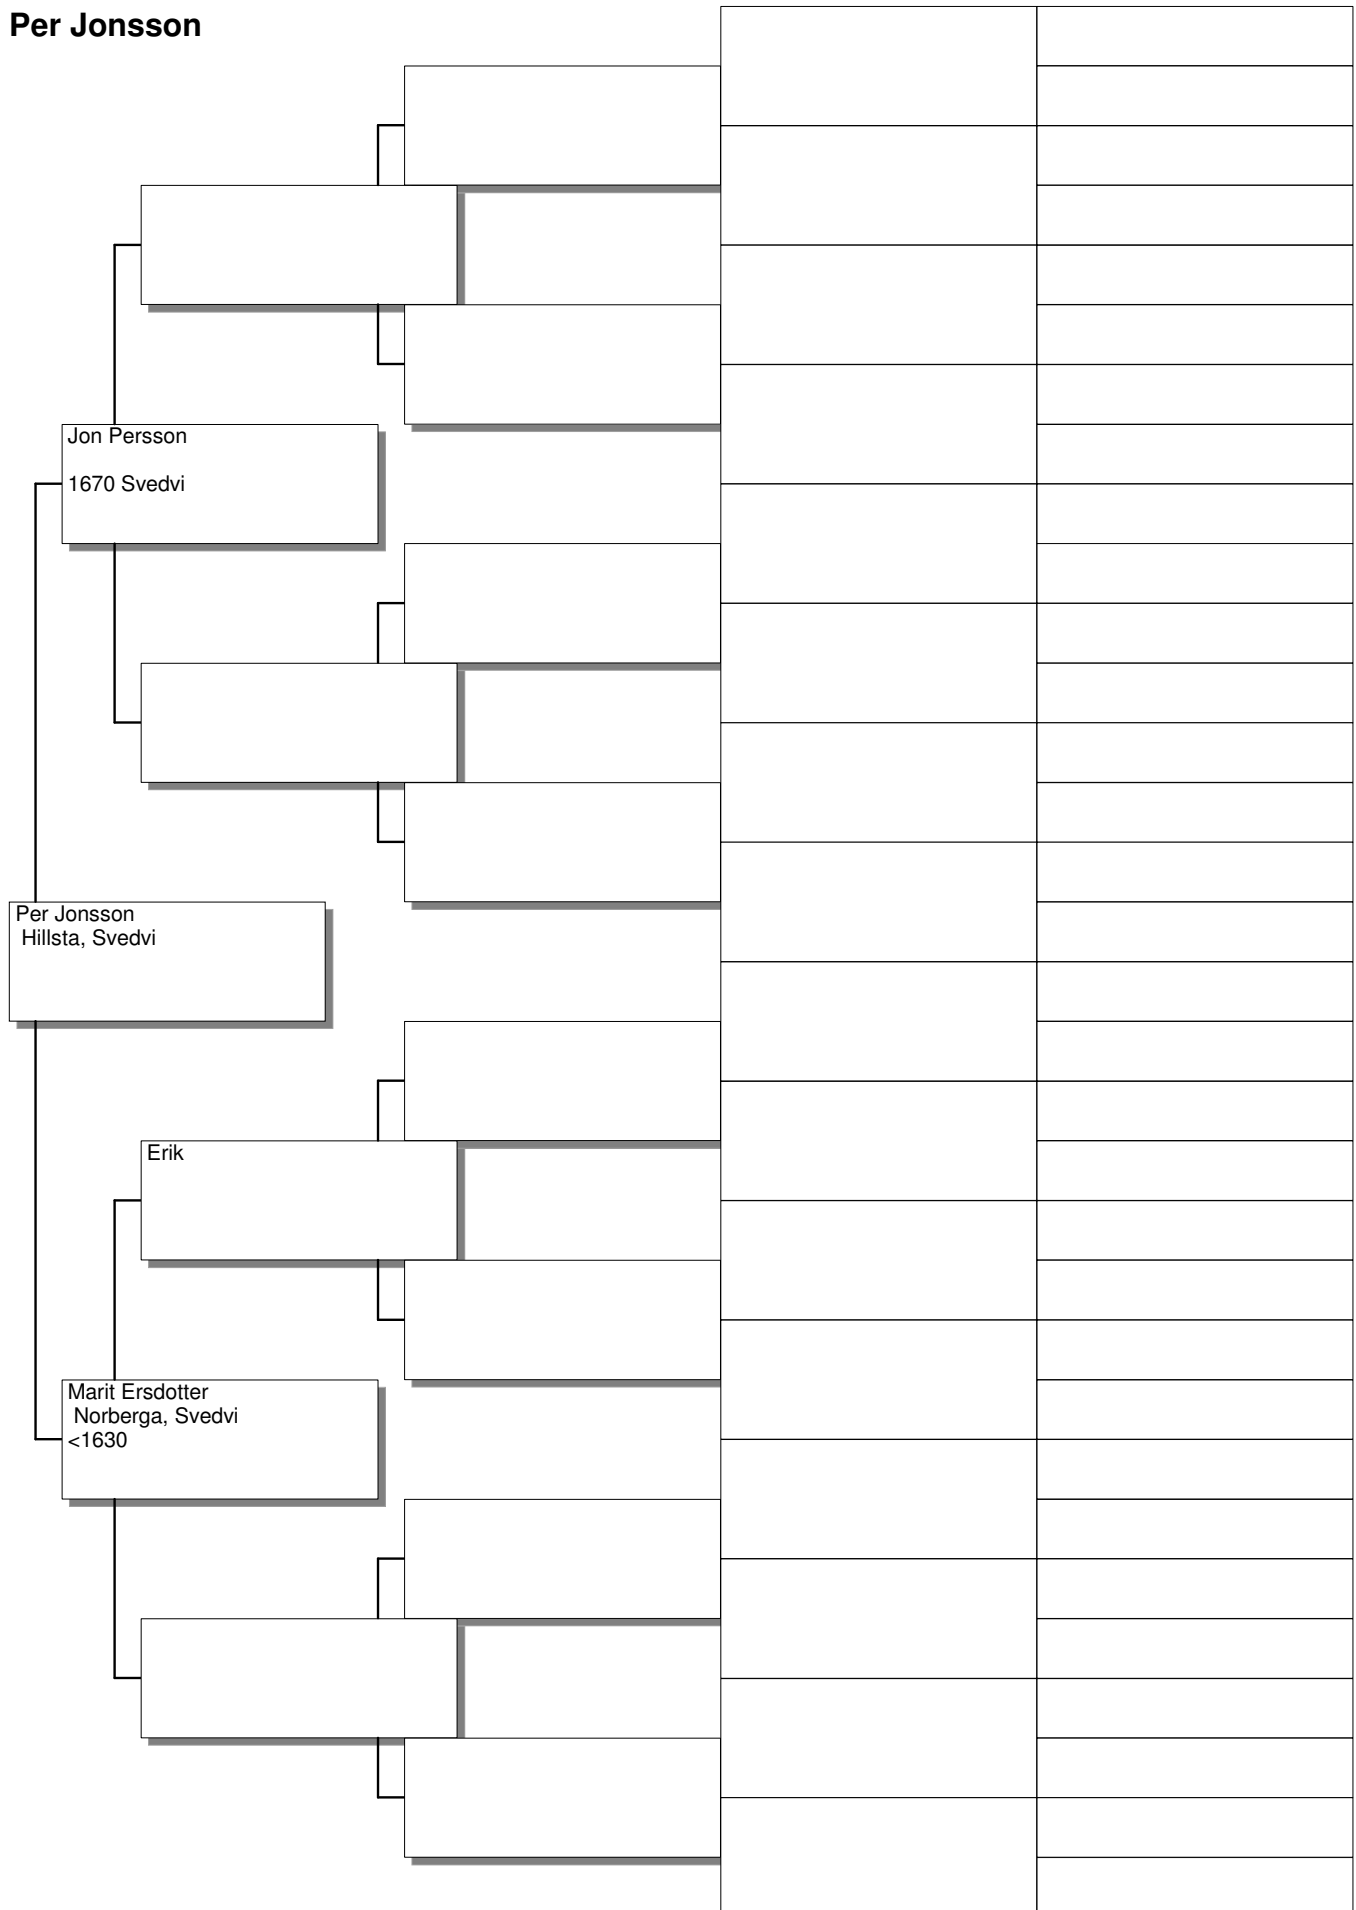 Per Jonsson
Jon Persson
1670 Svedvi
Per Jonsson
Hillsta, Svedvi
Erik
Marit Ersdotter
Norberga, Svedvi
<1630